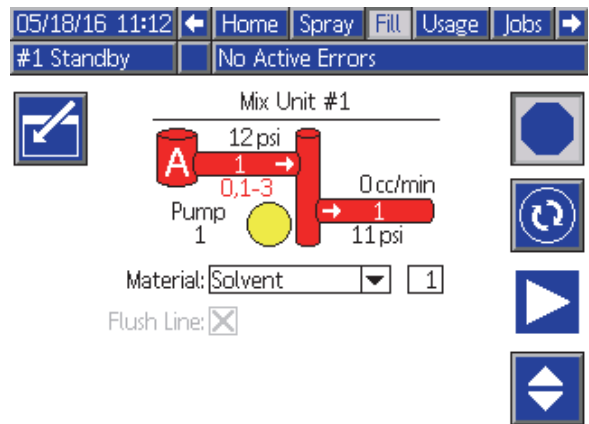 05/18/16 11:12 Home Spray Fill Usage Jobs
#1 Standby No Active Errors
Mix Unit #1
12 psi
A 1
0,1-3 0 cc/min
Pump 1
1 11 psi
Material: Solvent 1
Flush Line: